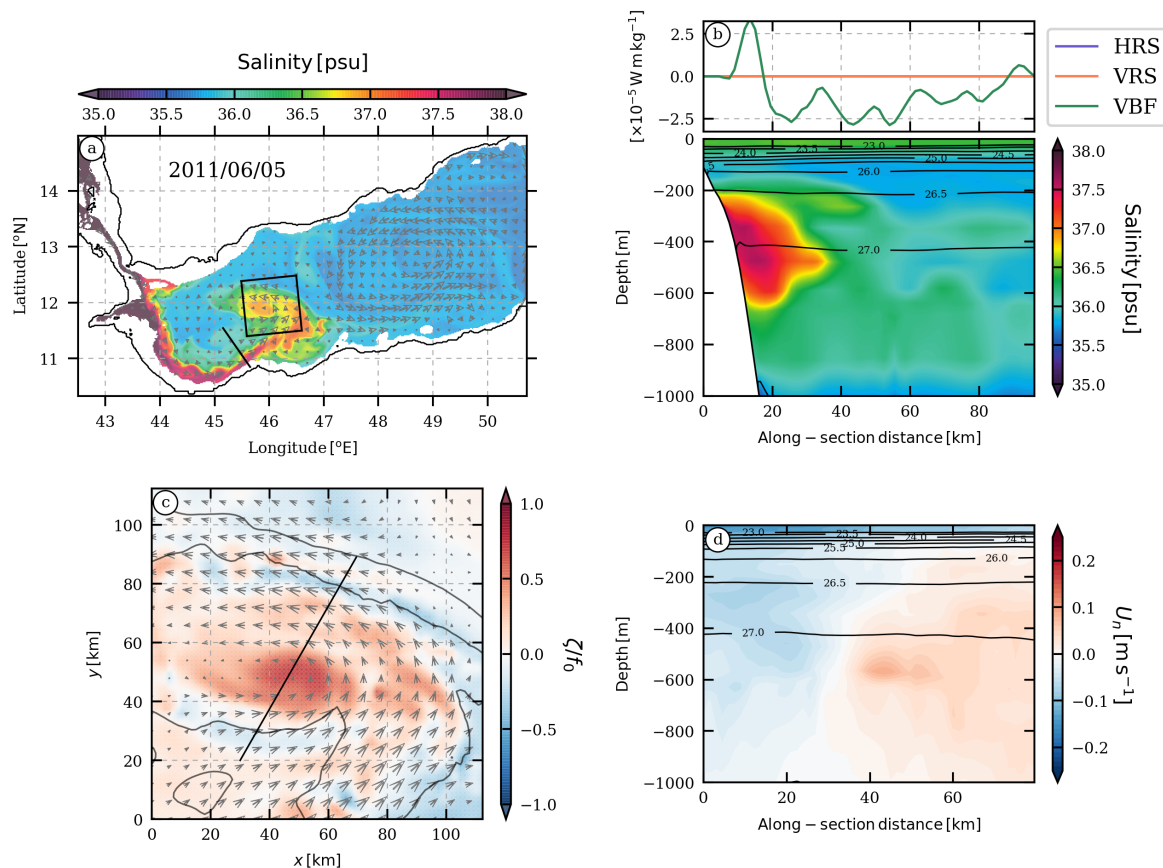 Salinity [psu]
35.0 35.5 36.0 36.5 37.0 37.5 38.0
a
2011/06/05
14
13
12
11
Latitude [°N]
43 44 45 46 47 48 49 50
Longitude [°E]
b
2.5
0.0
−2.5
[×10⁻⁵ W m kg⁻¹]
HRS
VRS
VBF
0
−200
−400
−600
−800
−1000
Depth [m]
23.0
23.5
24.0
24.5
25.0
26.0
26.5
27.0
.5
0 20 40 60 80
Along − section distance [km]
38.0
37.5
37.0
36.5
36.0
35.5
35.0
Salinity [psu]
c
100
80
60
40
20
0
y [km]
0 20 40 60 80 100
x [km]
1.0
0.5
0.0
−0.5
−1.0
ζ/f₀
d
0
−200
−400
−600
−800
−1000
Depth [m]
23.0
23.5
24.0
24.5
25.0
25.5
26.0
26.5
27.0
0 20 40 60
Along − section distance [km]
0.2
0.1
0.0
−0.1
−0.2
Uₙ [m s⁻¹]